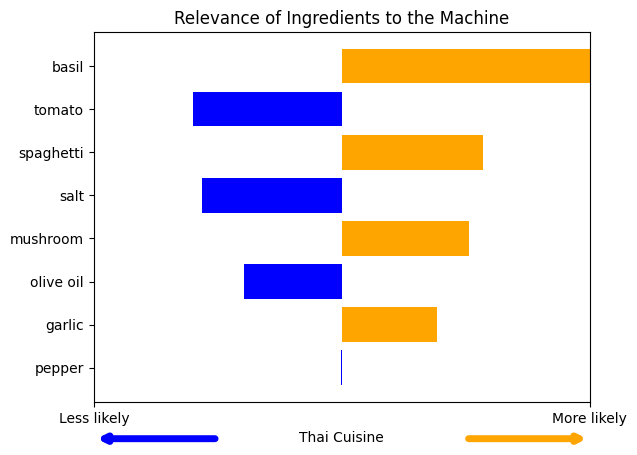 Relevance of Ingredients to the Machine
basil
tomato
spaghetti
salt
mushroom
olive oil
garlic
pepper
Less likely
More likely
Thai Cuisine